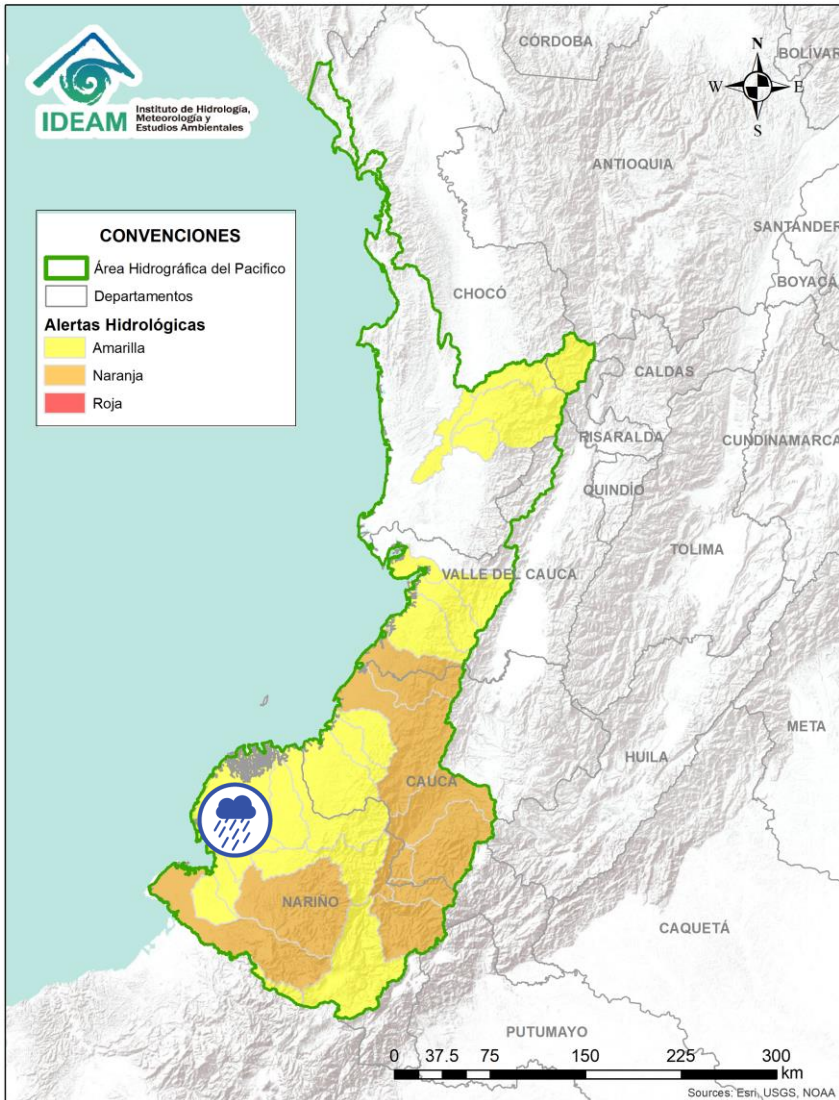 IDEAM
Instituto de Hidrología,
Meteorología y
Estudios Ambientales
CÓRDOBA
BOLÍVAR
N
W
E
S
ANTIOQUIA
SANTANDER
BOYACÁ
CONVENCIONES
Área Hidrográfica del Pacifico
Departamentos
Alertas Hidrológicas
Amarilla
Naranja
Roja
CHOCÓ
CALDAS
RISARALDA
CUNDINAMARCA
QUINDÍO
TOLIMA
VALLE DEL CAUCA
META
HUILA
CAUCA
NARIÑO
CAQUETÁ
PUTUMAYO
0 37.5 75 150 225 300
km
Sources: Esri, USGS, NOAA